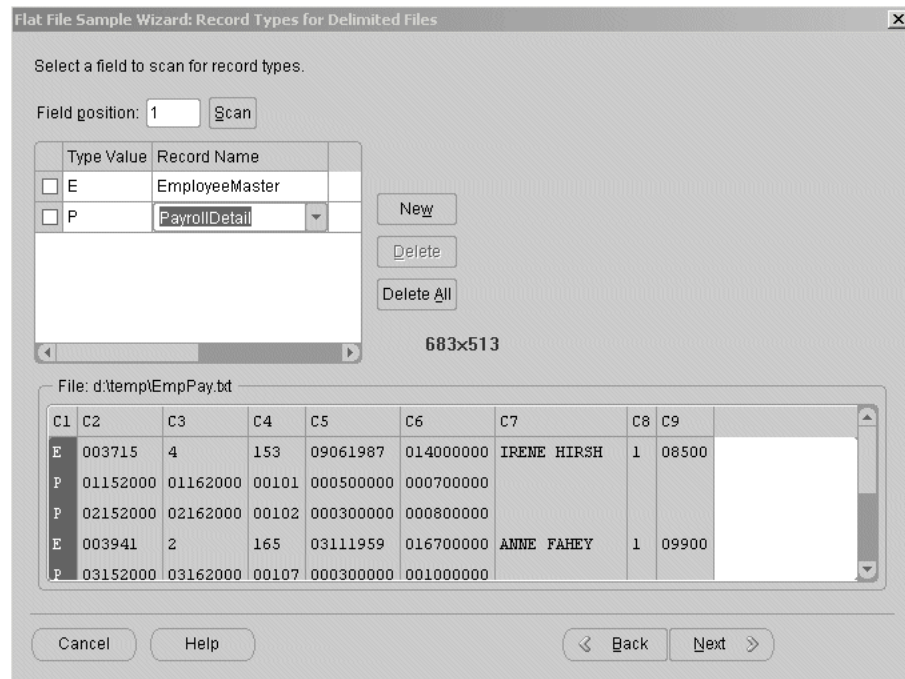 Flat File Sample Wizard: Record Types for Delimited Files
Select a field to scan for record types.
Field position: 1 Scan
Type Value Record Name
E EmployeeMaster
P PayrollDetail
New
Delete
Delete All
683x513
File: d:\temp\EmpPay.txt
C1 C2 C3 C4 C5 C6 C7 C8 C9
E 003715 4 153 09061987 014000000 IRENE HIRSH 1 08500
P 01152000 01162000 00101 000500000 000700000
P 02152000 02162000 00102 000300000 000800000
E 003941 2 165 03111959 016700000 ANNE FAHEY 1 09900
P 03152000 03162000 00107 000300000 001000000
Cancel Help Back Next